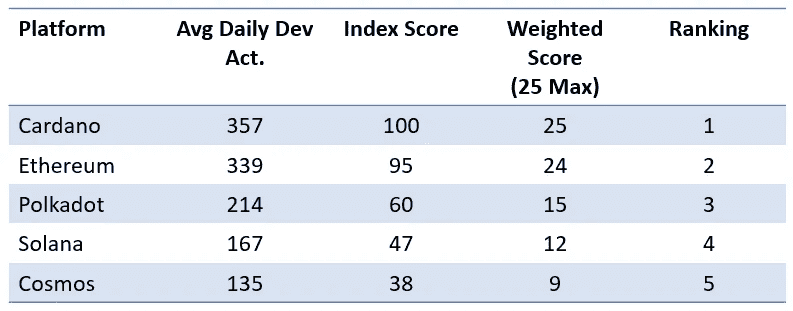 Platform Avg Daily Dev Act. Index Score Weighted Score (25 Max) Ranking
Cardano 357 100 25 1
Ethereum 339 95 24 2
Polkadot 214 60 15 3
Solana 167 47 12 4
Cosmos 135 38 9 5